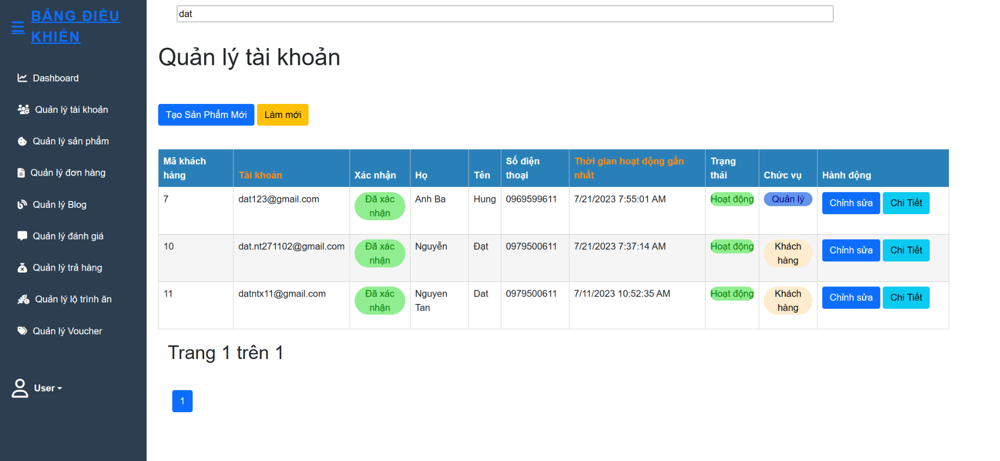 BẢNG ĐIỀU
KHIỂN
Dashboard
Quản lý tài khoản
Quản lý sản phẩm
Quản lý đơn hàng
Quản lý Blog
Quản lý đánh giá
Quản lý trả hàng
Quản lý lộ trình ăn
Quản lý Voucher
User
dat
Quản lý tài khoản
Tạo Sản Phẩm Mới Làm mới
Mã khách hàng Tài khoản Xác nhận Họ Tên Số điện thoại Thời gian hoạt động gần nhất Trạng thái Chức vụ Hành động
7 dat123@gmail.com Đã xác nhận Anh Ba Hung 0969599611 7/21/2023 7:55:01 AM Hoạt động Quản lý Chỉnh sửa Chi Tiết
10 dat.nt271102@gmail.com Đã xác nhận Nguyễn Đạt 0979500611 7/21/2023 7:37:14 AM Hoạt động Khách hàng Chỉnh sửa Chi Tiết
11 datntx11@gmail.com Đã xác nhận Nguyen Tan Dat 0979500611 7/11/2023 10:52:35 AM Hoạt động Khách hàng Chỉnh sửa Chi Tiết
Trang 1 trên 1
1